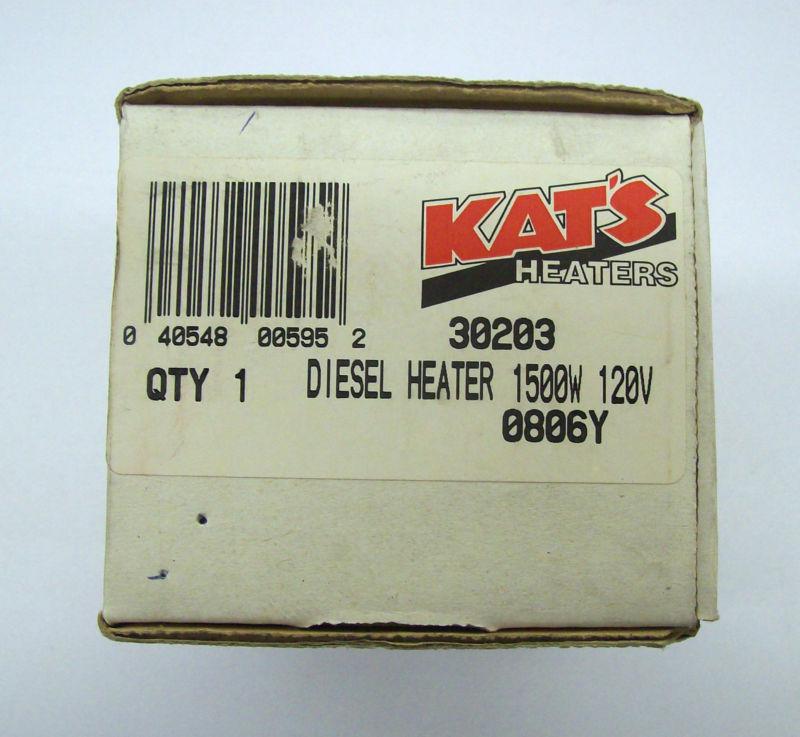 KAT'S
HEATERS
0 40548 00595 2
30203
QTY 1
DIESEL HEATER 1500W 120V
0806Y